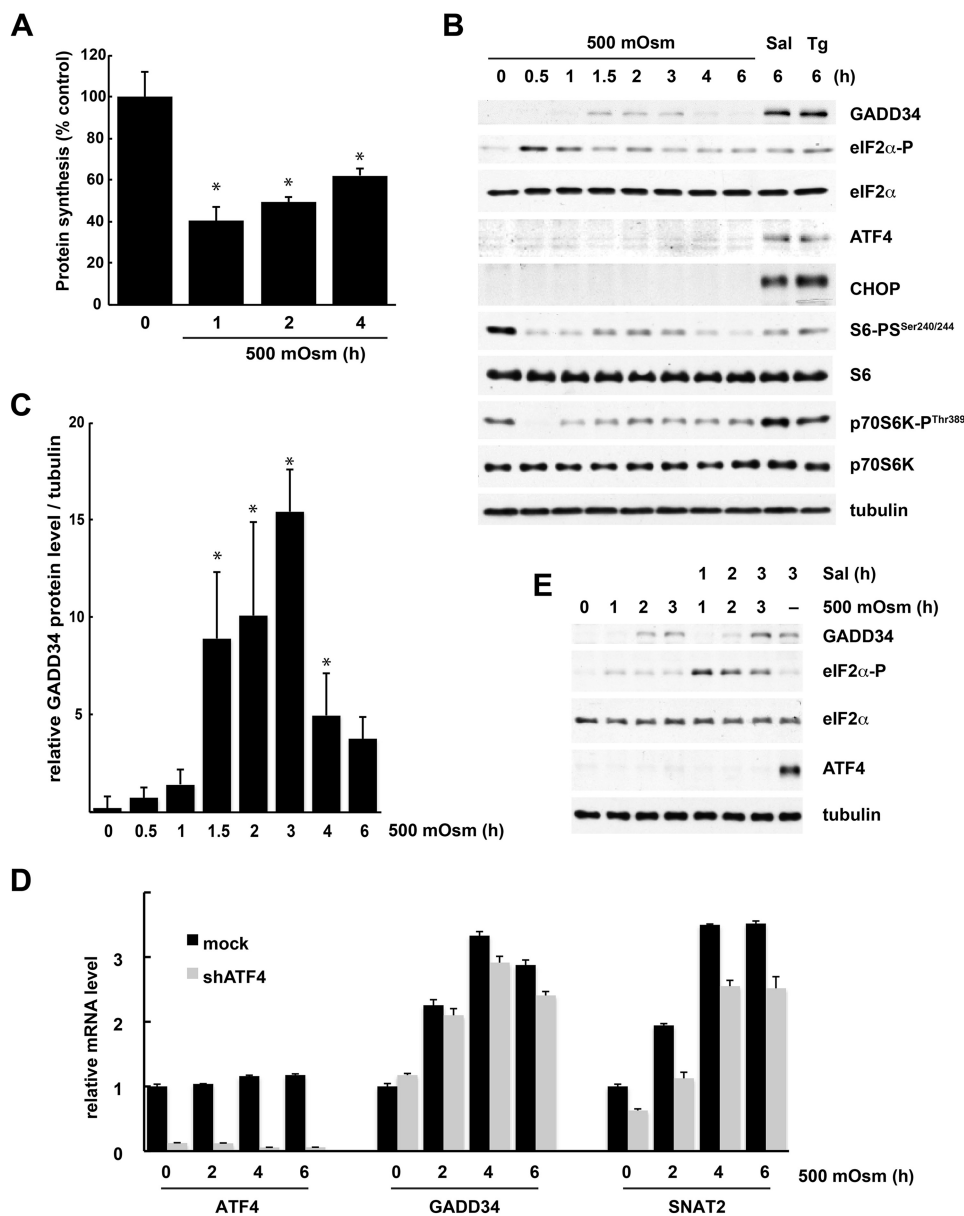 A
Protein synthesis (% control)
120
100
80
60
40
20
0
* * *
0 1 2 4
500 mOsm (h)
B
500 mOsm Sal Tg
0 0.5 1 1.5 2 3 4 6 6 6 (h)
GADD34
eIF2α-P
eIF2α
ATF4
CHOP
S6-PSSer240/244
S6
p70S6K-PThr389
p70S6K
tubulin
C
relative GADD34 protein level / tubulin
20
15
10
5
* * * *
0 0.5 1 1.5 2 3 4 6 500 mOsm (h)
E
1 2 3 3 Sal (h)
0 1 2 3 1 2 3 – 500 mOsm (h)
GADD34
eIF2α-P
eIF2α
ATF4
tubulin
D
relative mRNA level
3
2
1
0
mock
shATF4
0 2 4 6 0 2 4 6 0 2 4 6 500 mOsm (h)
ATF4 GADD34 SNAT2